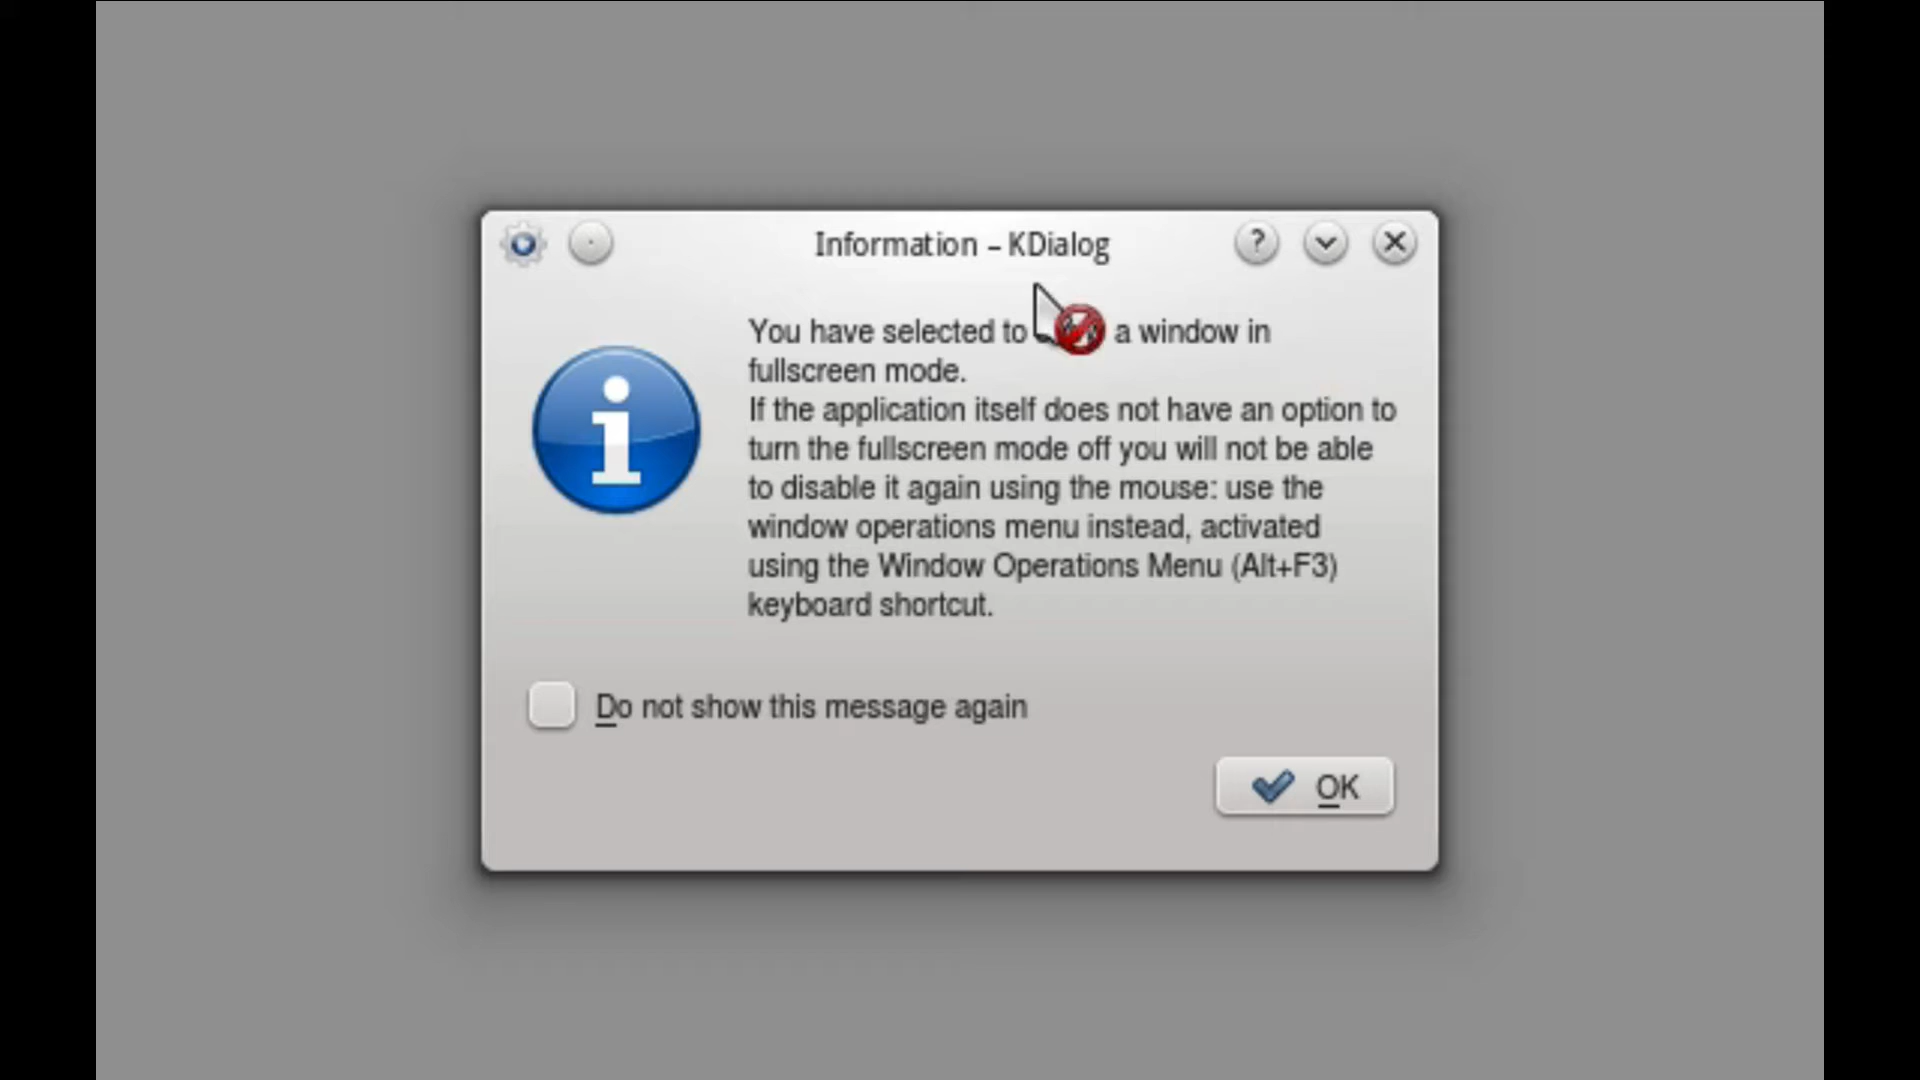 Information – KDialog
You have selected to a window in
fullscreen mode.
If the application itself does not have an option to
turn the fullscreen mode off you will not be able
to disable it again using the mouse: use the
window operations menu instead, activated
using the Window Operations Menu (Alt+F3)
keyboard shortcut.
Do not show this message again
OK